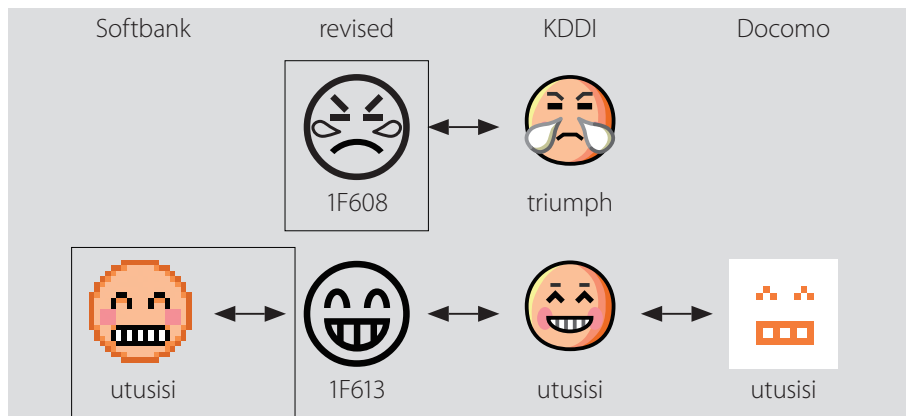 Softbank revised KDDI Docomo
1F608 triumph
utusisi 1F613 utusisi utusisi